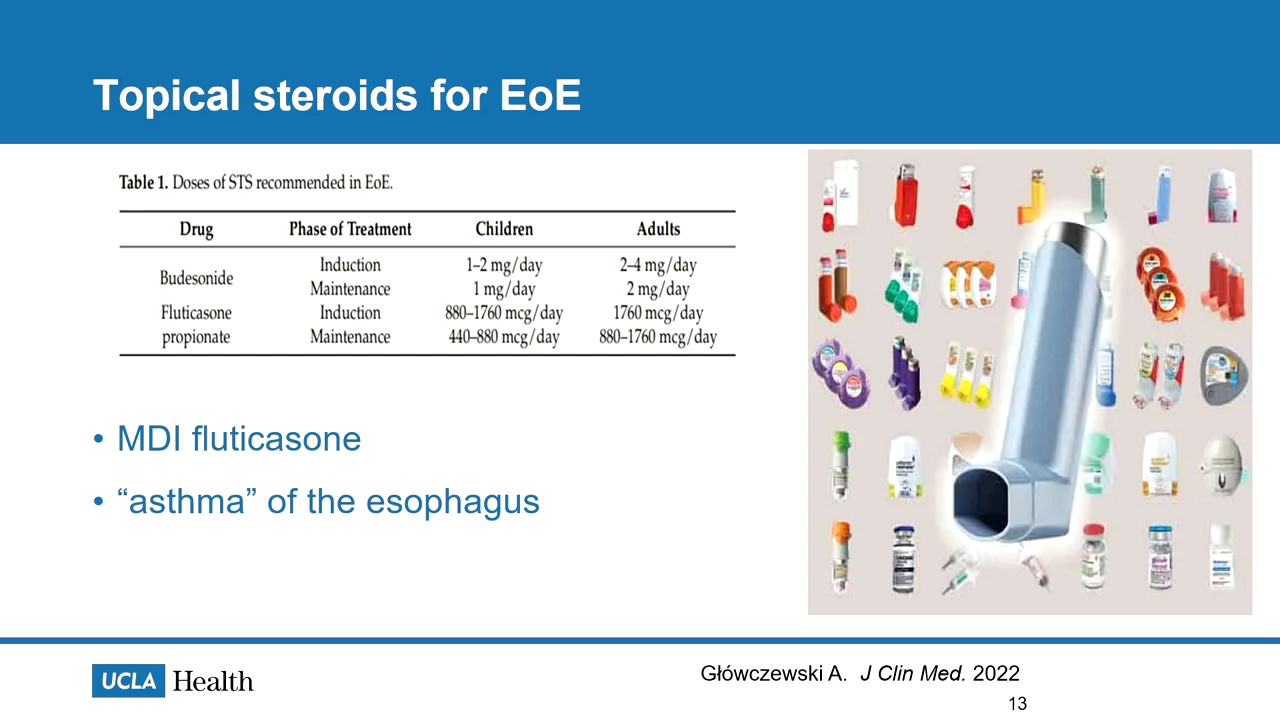 Topical steroids for EoE
Table 1. Doses of STS recommended in EoE.
Drug Phase of Treatment Children Adults
Budesonide Induction 1–2 mg/day 2–4 mg/day
Maintenance 1 mg/day 2 mg/day
Fluticasone Induction 880–1760 mcg/day 1760 mcg/day
propionate Maintenance 440–880 mcg/day 880–1760 mcg/day
• MDI fluticasone
• “asthma” of the esophagus
UCLA Health
Główczewski A. J Clin Med. 2022
13